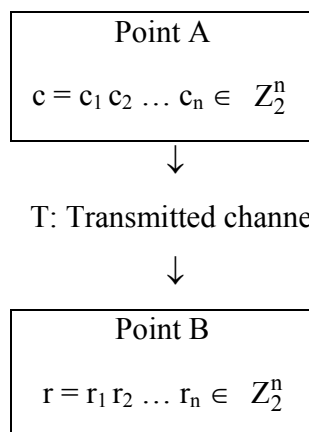 Point A
c = c₁ c₂ … cₙ ∈ Z₂ⁿ
↓
T: Transmitted channe
↓
Point B
r = r₁ r₂ … rₙ ∈ Z₂ⁿ